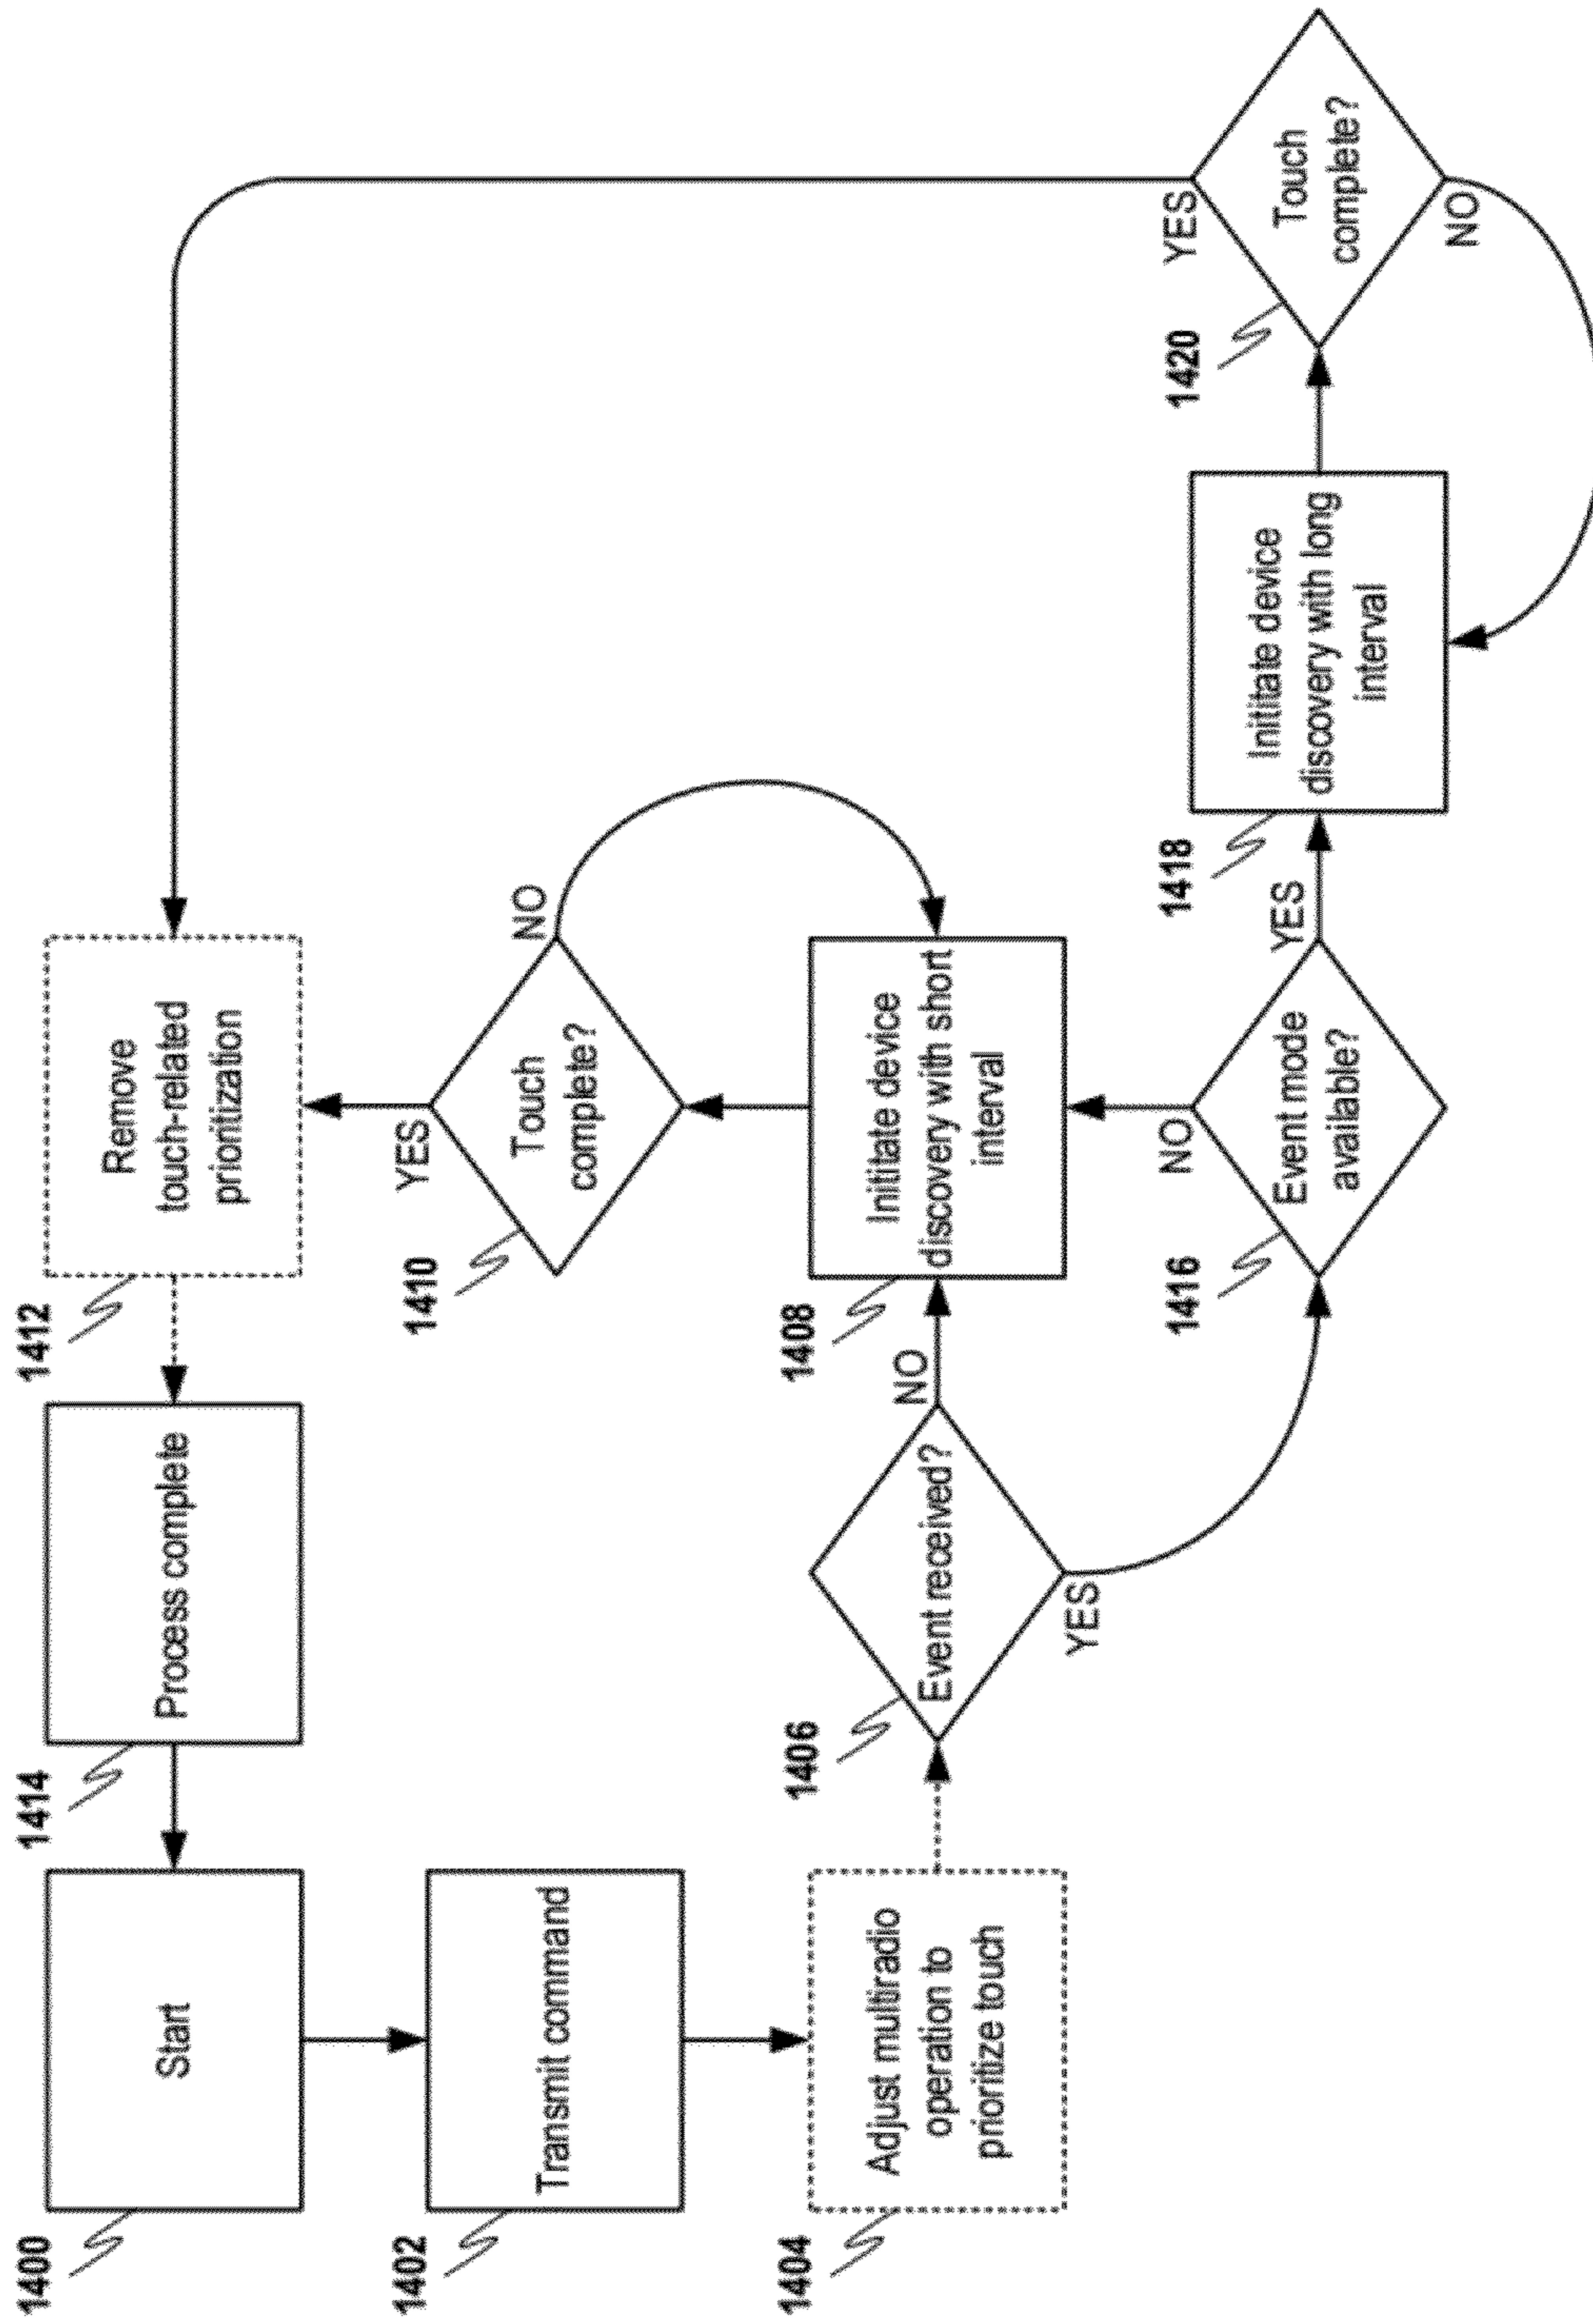 1400
Start
1414
Process complete
1412
Remove
touch-related
prioritization
1402
Transmit command
1410
Touch
complete?
YES
NO
1404
Adjust multiradio
operation to
prioritize touch
1406
Event received?
NO
YES
1408
Inititate device
discovery with short
interval
1416
Event mode
available?
NO
YES
1418
Inititate device
discovery with long
interval
1420
Touch
complete?
YES
NO